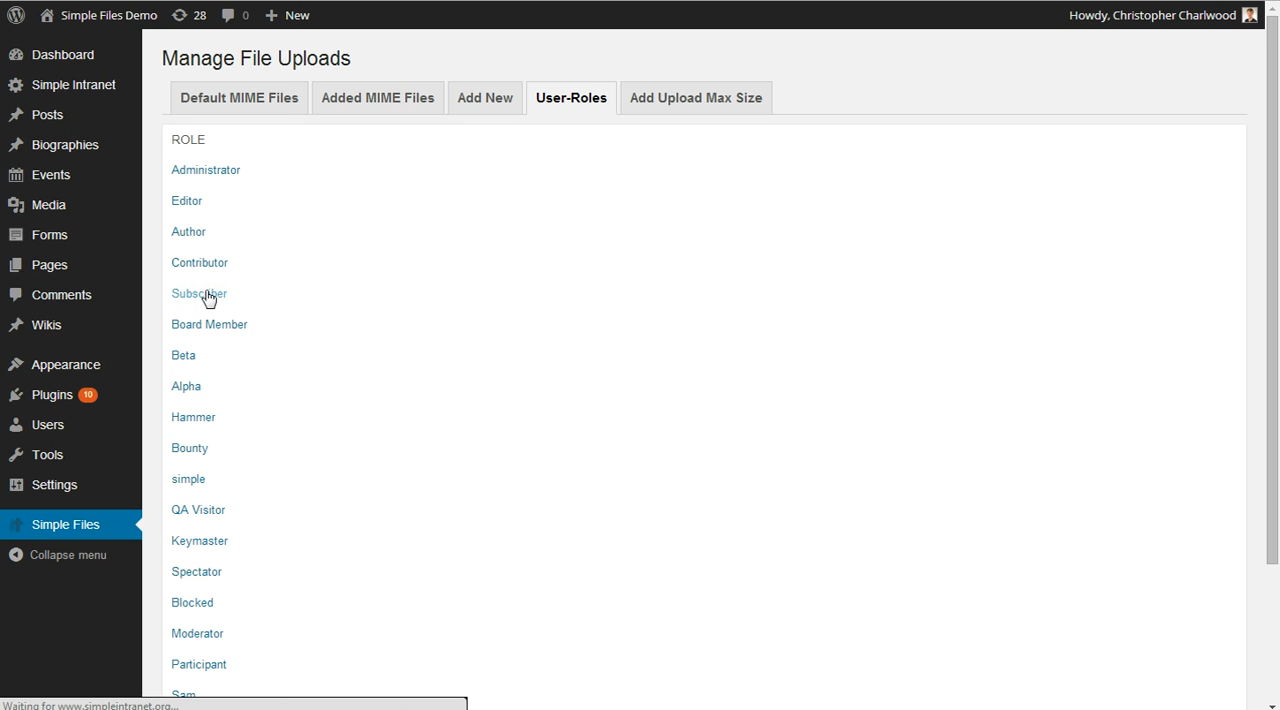 Simple Files Demo 28 0 New Howdy, Christopher Charlwood
Dashboard
Simple Intranet
Posts
Biographies
Events
Media
Forms
Pages
Comments
Wikis
Appearance
Plugins 10
Users
Tools
Settings
Simple Files
Collapse menu
Manage File Uploads
Default MIME Files Added MIME Files Add New User-Roles Add Upload Max Size
ROLE
Administrator
Editor
Author
Contributor
Subscriber
Board Member
Beta
Alpha
Hammer
Bounty
simple
QA Visitor
Keymaster
Spectator
Blocked
Moderator
Participant
Sam
Waiting for www.simpleintranet.org...